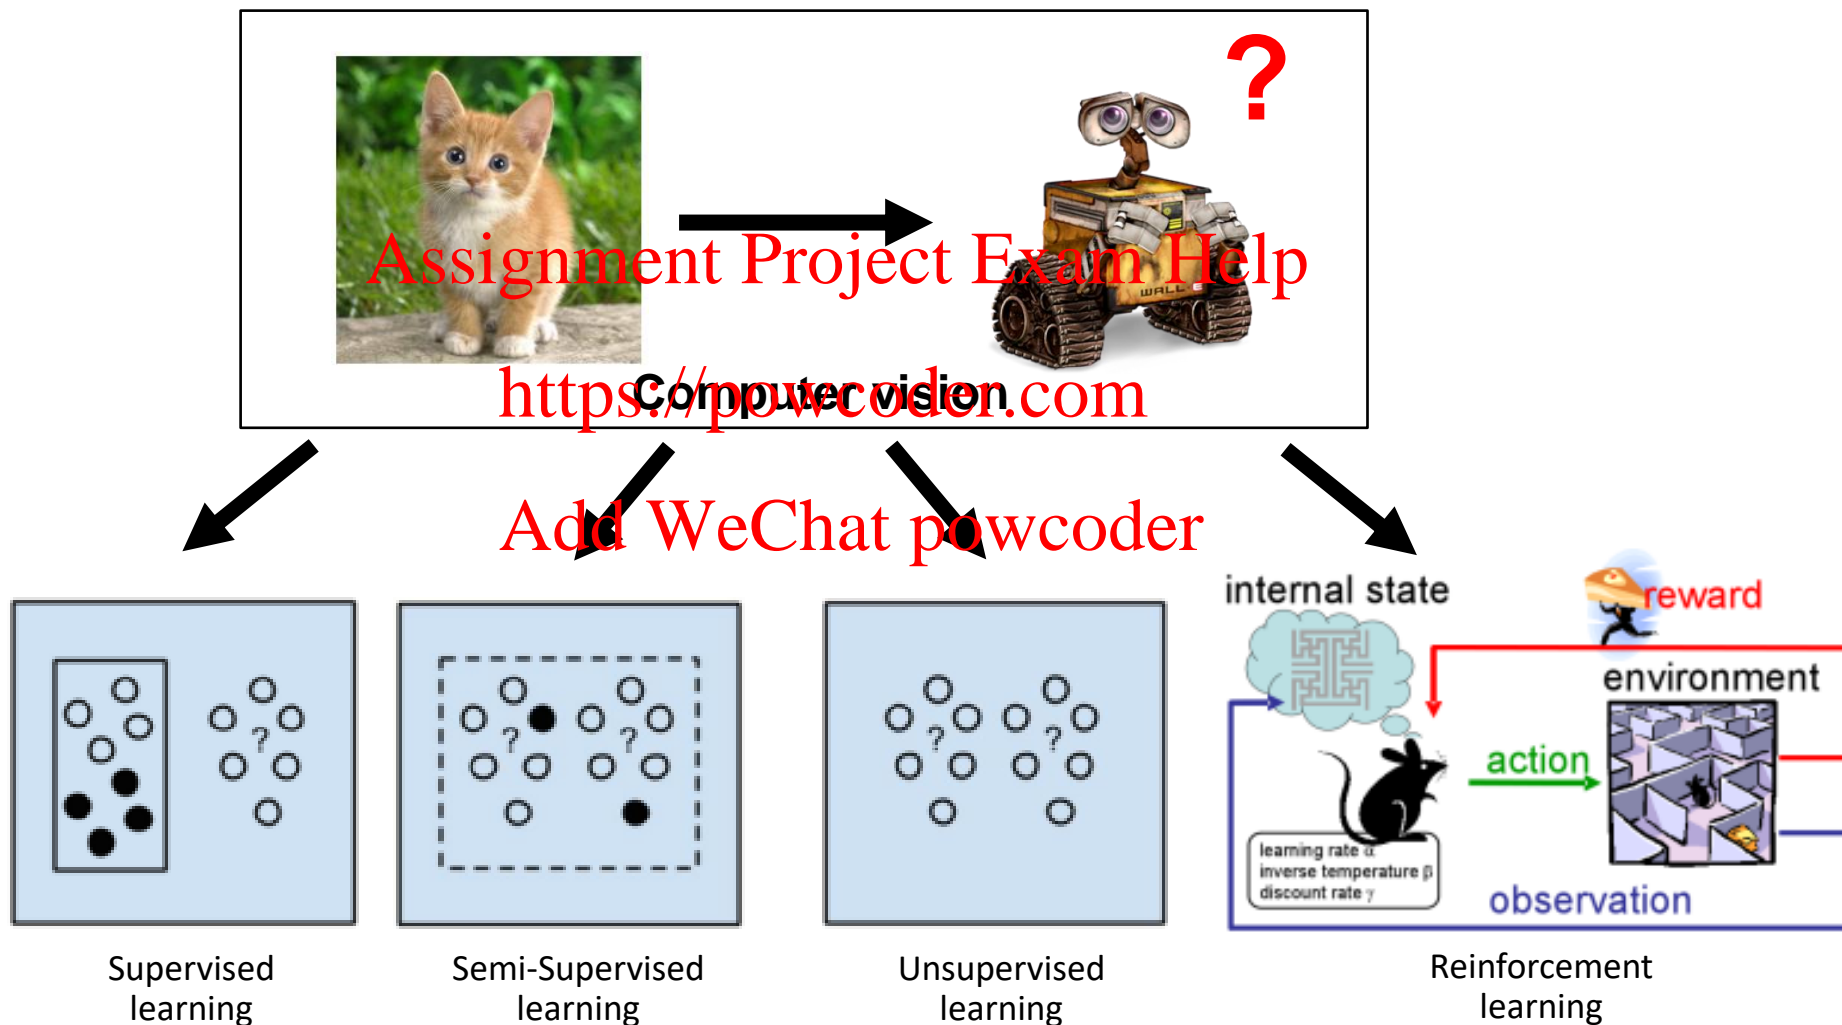 ?
WALL
Assignment Project Exam Help
Computer vision
https://powcoder.com
Add WeChat powcoder
?
Supervised
learning
?
?
Semi-Supervised
learning
?
?
Unsupervised
learning
internal state
reward
environment
action
learning rate α
inverse temperature β
discount rate γ
observation
Reinforcement
learning